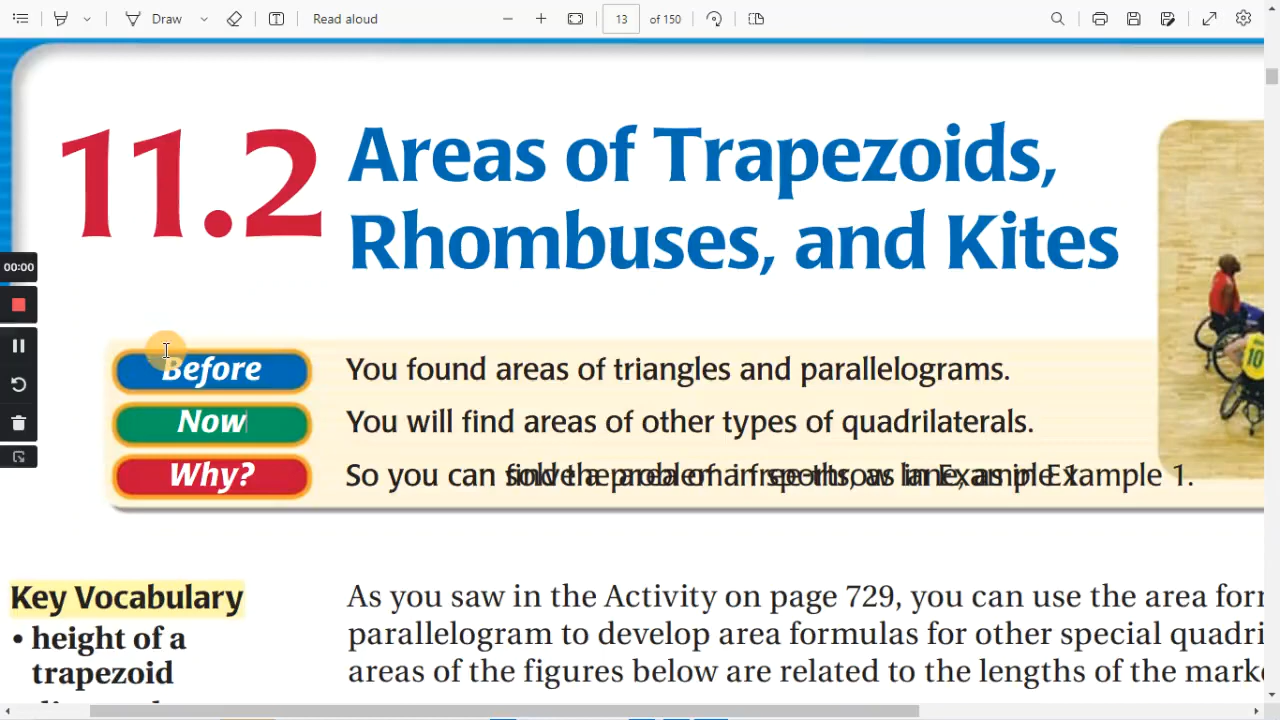 Draw
Read aloud
13 of 150
11.2 Areas of Trapezoids,
Rhombuses, and Kites
Before You found areas of triangles and parallelograms.
Now You will find areas of other types of quadrilaterals.
Why? So you can Example 1.
00:00
10
Key Vocabulary
• height of a
trapezoid
As you saw in the Activity on page 729, you can use the area for
parallelogram to develop area formulas for other special quadri
areas of the figures below are related to the lengths of the mark